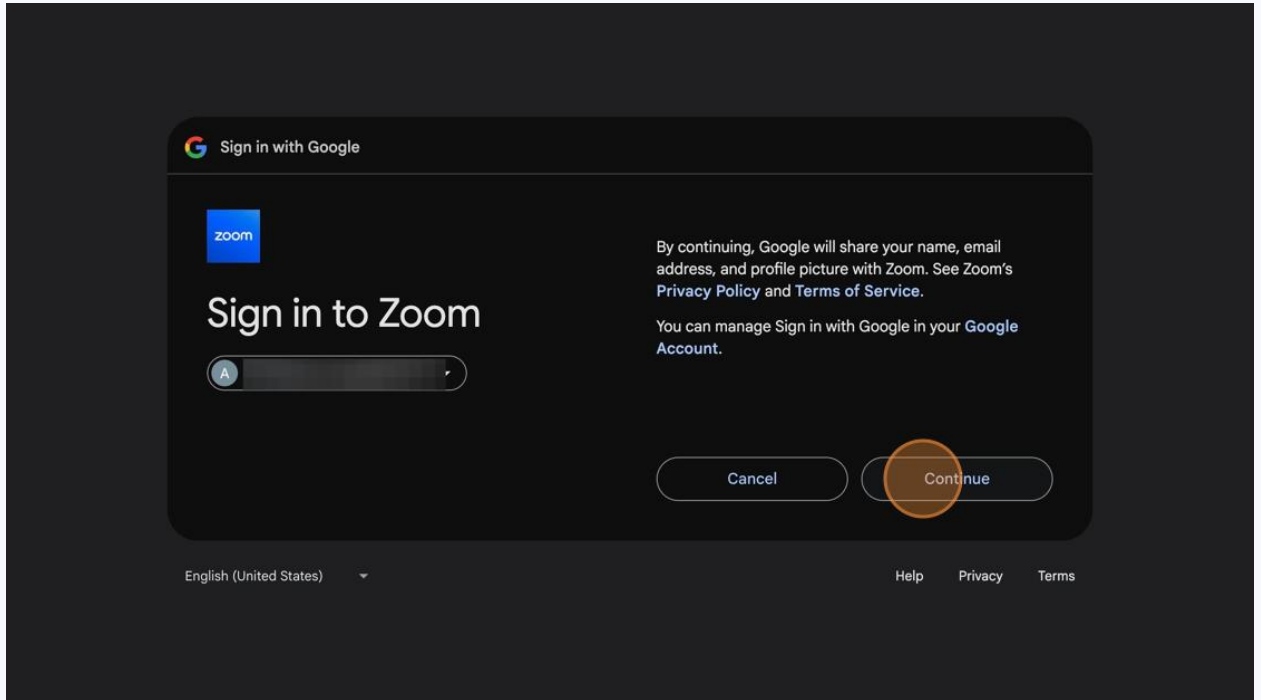 Sign in with Google
zoom
Sign in to Zoom
A
By continuing, Google will share your name, email
address, and profile picture with Zoom. See Zoom’s
Privacy Policy and Terms of Service.
You can manage Sign in with Google in your Google
Account.
Cancel
Continue
English (United States)
Help
Privacy
Terms